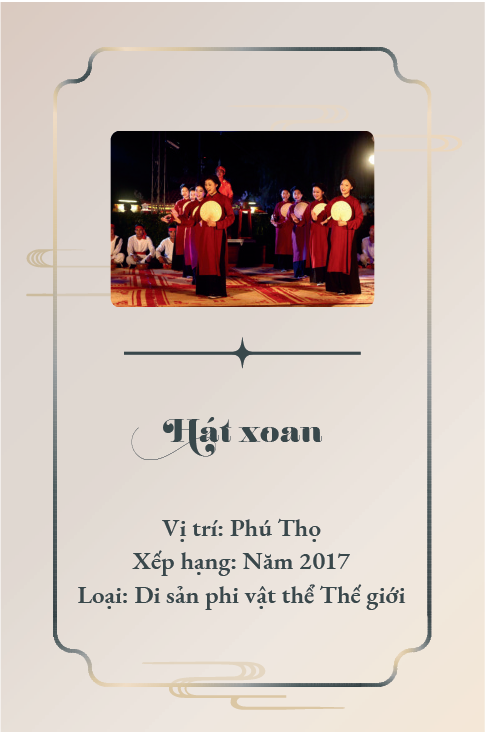 Hát xoan
Vị trí: Phú Thọ
Xếp hạng: Năm 2017
Loại: Di sản phi vật thể Thế giới